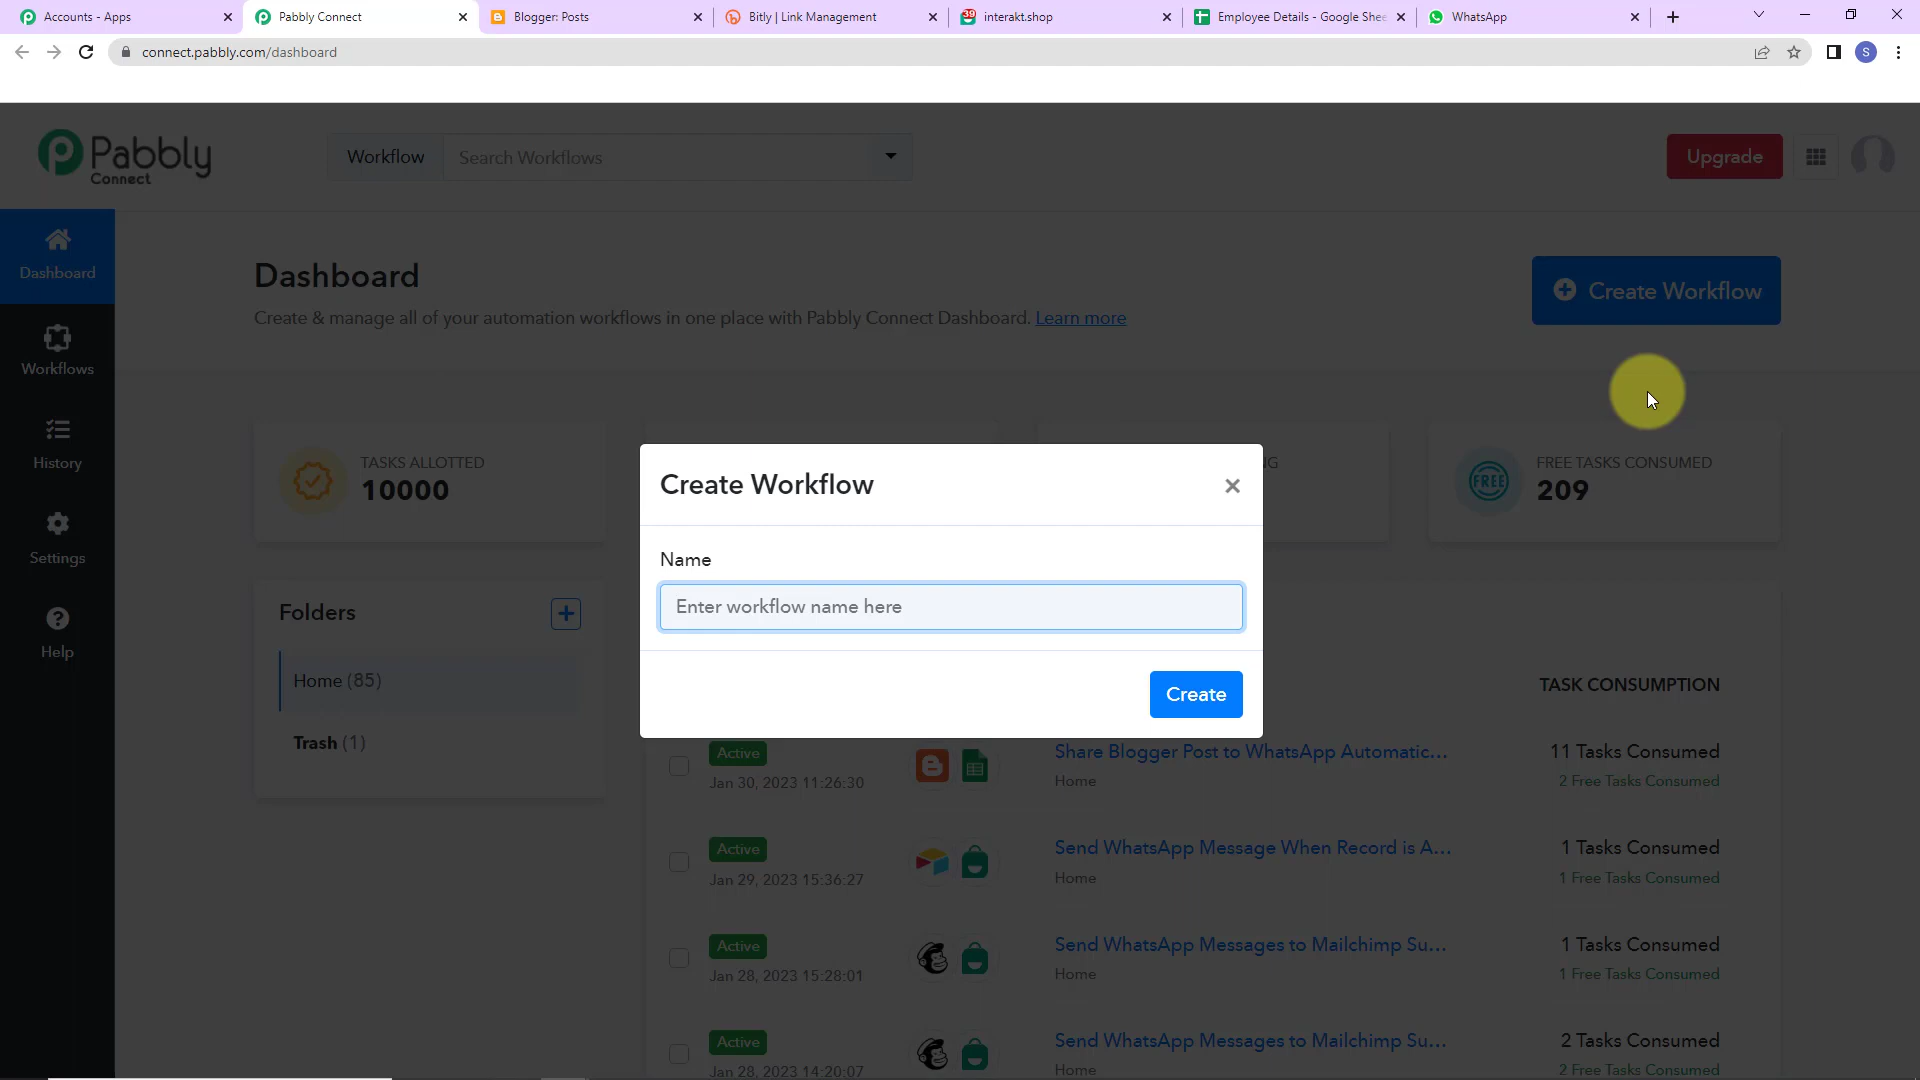 Accounts - Apps
Pabbly Connect
Blogger: Posts
Bitly | Link Management
39
interakt.shop
Employee Details - Google Shee
WhatsApp
connect.pabbly.com/dashboard
S
Pabbly
Connect
Workflow
Search Workflows
Upgrade
Dashboard
Workflows
History
Settings
Help
Dashboard
Create & manage all of your automation workflows in one place with Pabbly Connect Dashboard. Learn more
Create Workflow
TASKS ALLOTTED
10000
NG
FREE
FREE TASKS CONSUMED
209
Create Workflow
Name
Enter workflow name here
Create
Folders
Home (85)
Trash (1)
TASK CONSUMPTION
Active
Jan 30, 2023 11:26:30
Share Blogger Post to WhatsApp Automatic...
Home
11 Tasks Consumed
2 Free Tasks Consumed
Active
Jan 29, 2023 15:36:27
Send WhatsApp Message When Record is A...
Home
1 Tasks Consumed
1 Free Tasks Consumed
Active
Jan 28, 2023 15:28:01
Send WhatsApp Messages to Mailchimp Su...
Home
1 Tasks Consumed
1 Free Tasks Consumed
Active
Jan 28, 2023 14:20:07
Send WhatsApp Messages to Mailchimp Su...
Home
2 Tasks Consumed
2 Free Tasks Consumed